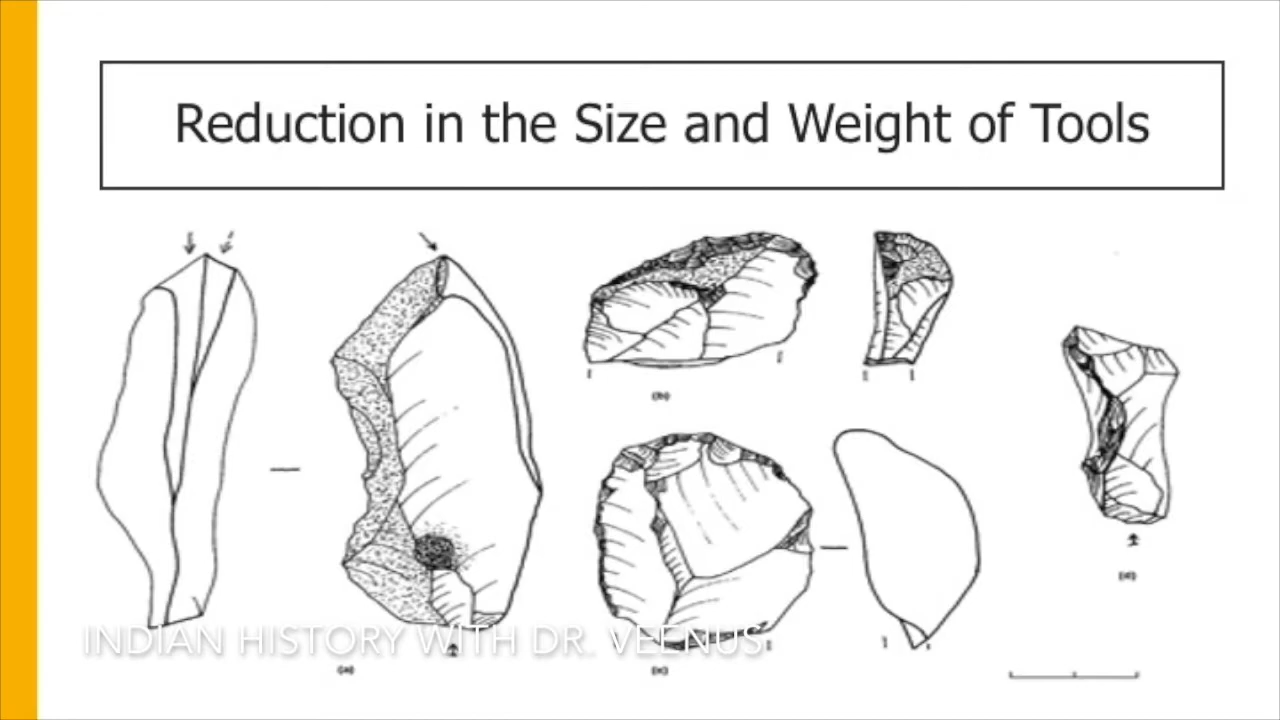 Reduction in the Size and Weight of Tools
(b)
(d)
INDIAN HISTORY WITH DR. VEENUS
(a)
(c)